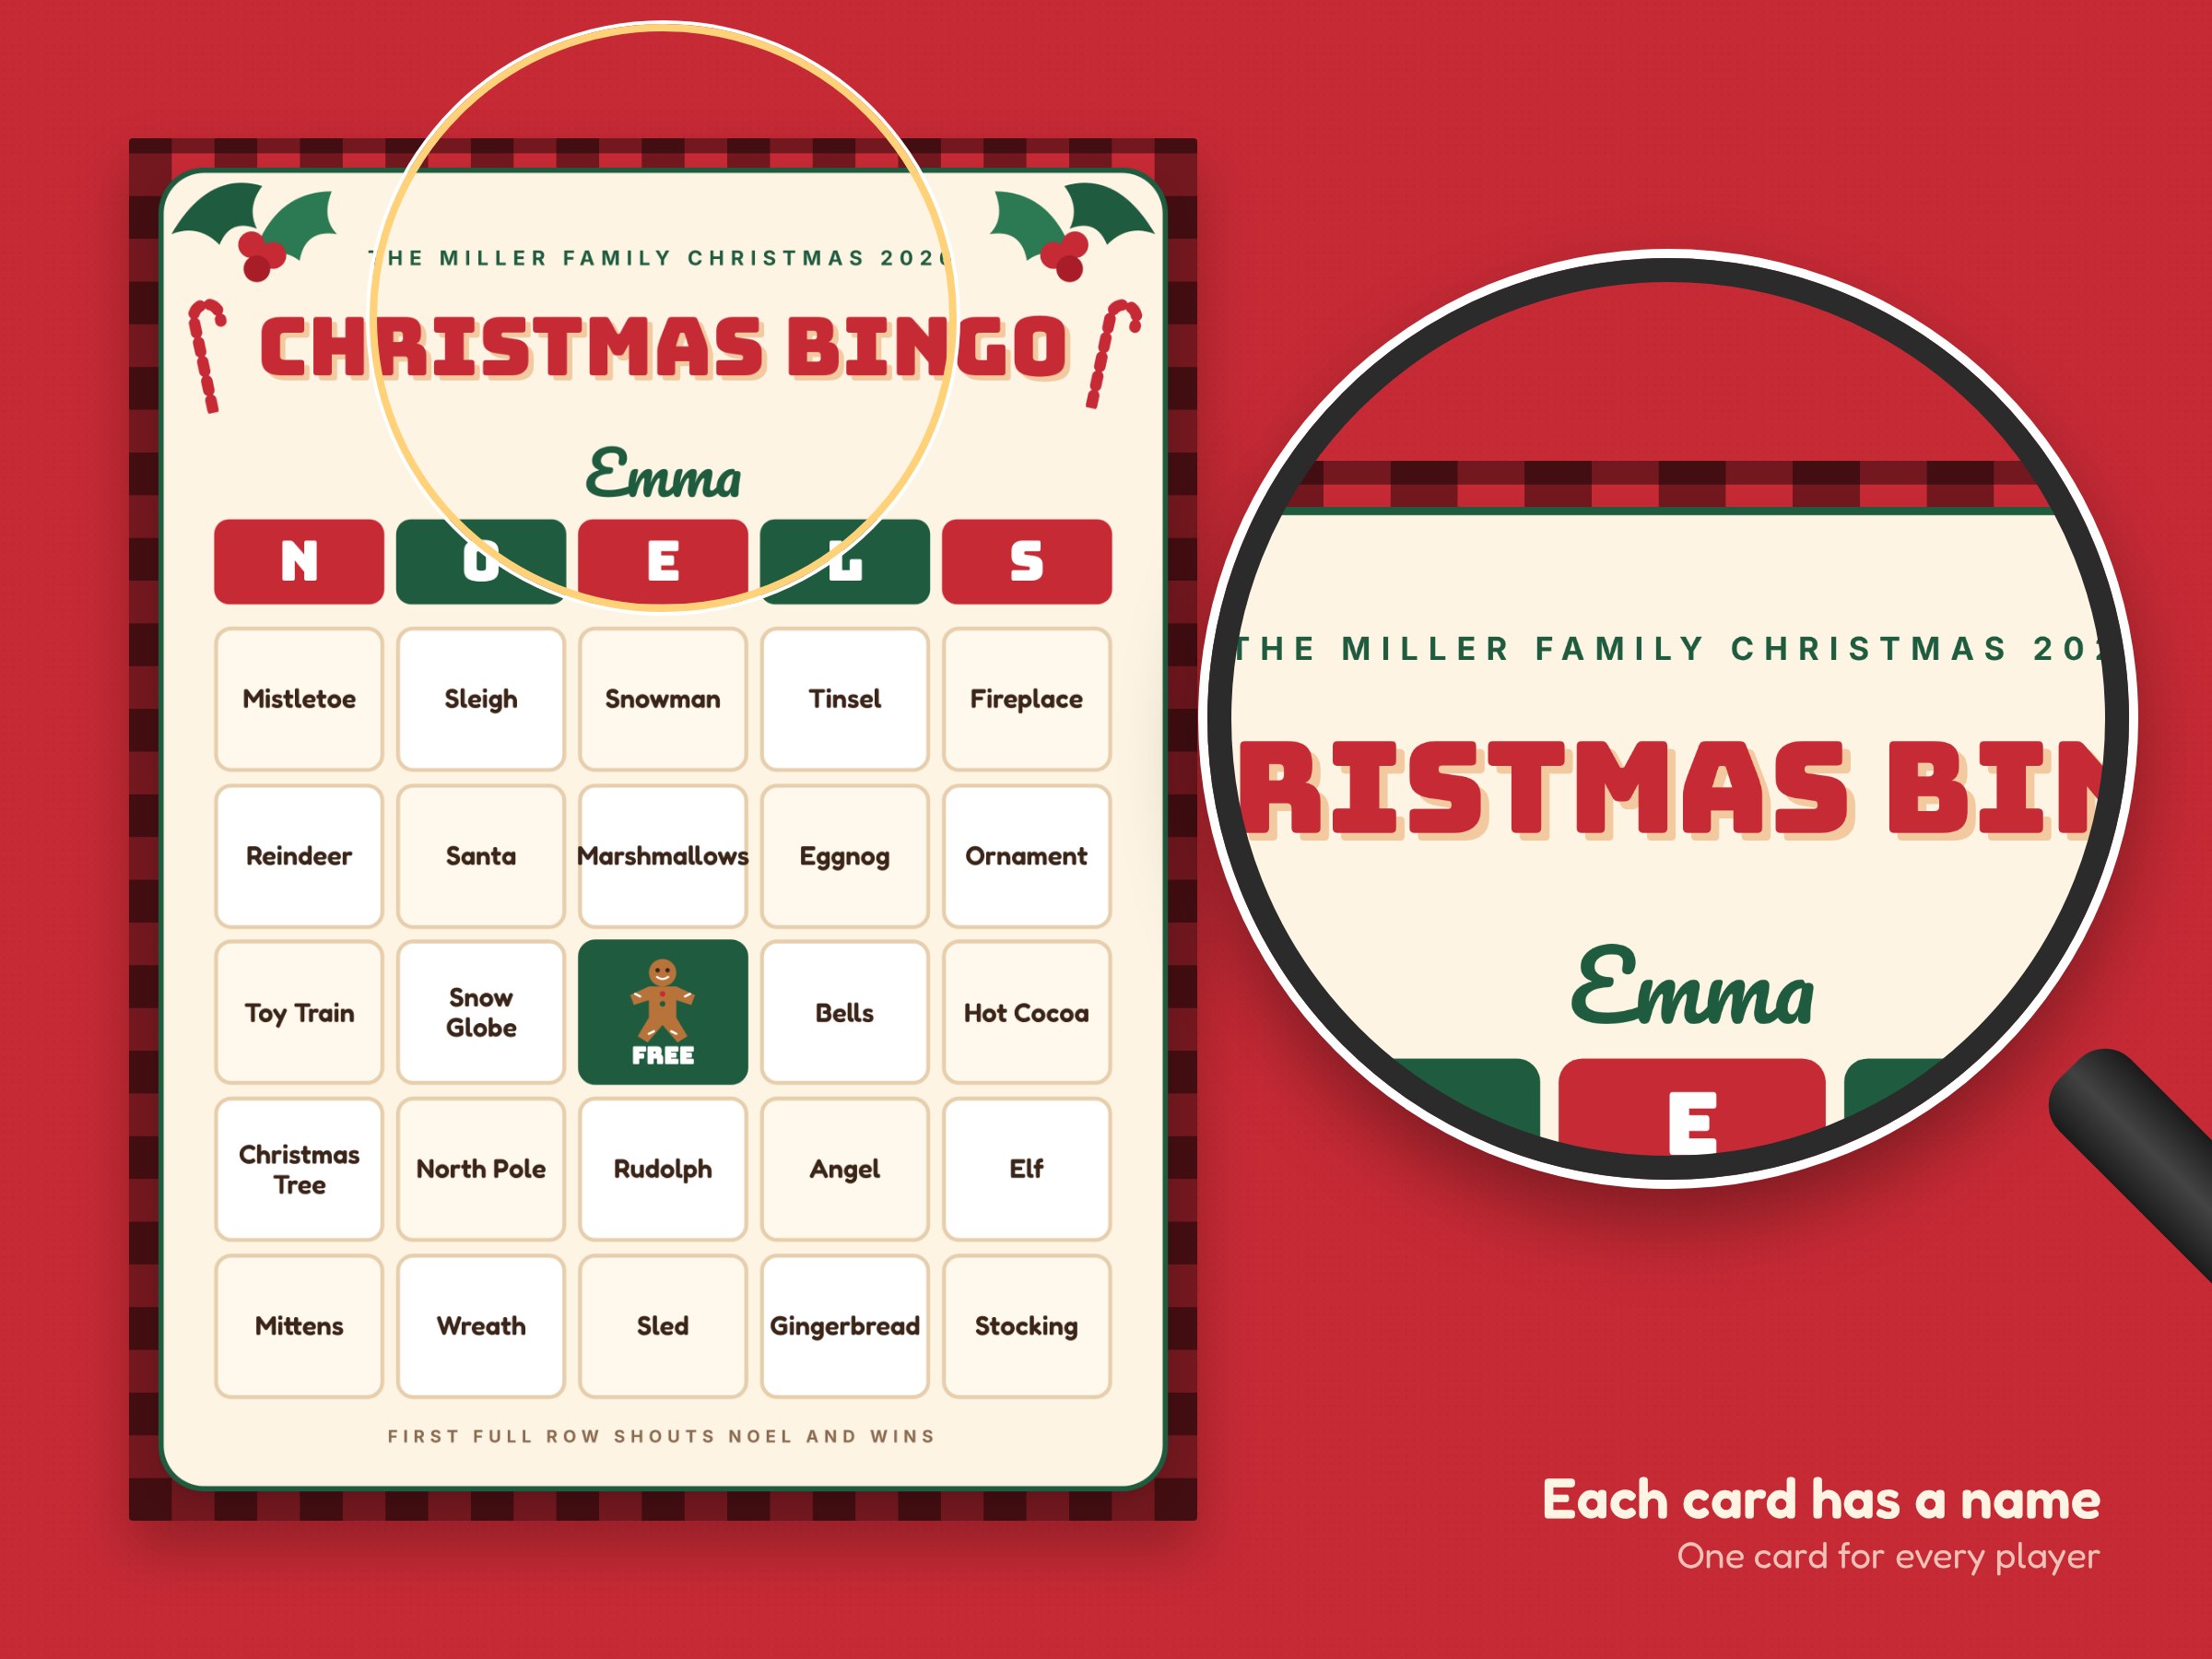 THE MILLER FAMILY CHRISTMAS 202
CHRISTMAS BINGO
Emma
N O E L S
Mistletoe Sleigh Snowman Tinsel Fireplace
Reindeer Santa Marshmallows Eggnog Ornament
Toy Train Snow Globe FREE Bells Hot Cocoa
Christmas Tree North Pole Rudolph Angel Elf
Mittens Wreath Sled Gingerbread Stocking
FIRST FULL ROW SHOUTS NOEL AND WINS
THE MILLER FAMILY CHRISTMAS 202
RISTMAS BIN
Emma
E
Each card has a name
One card for every player